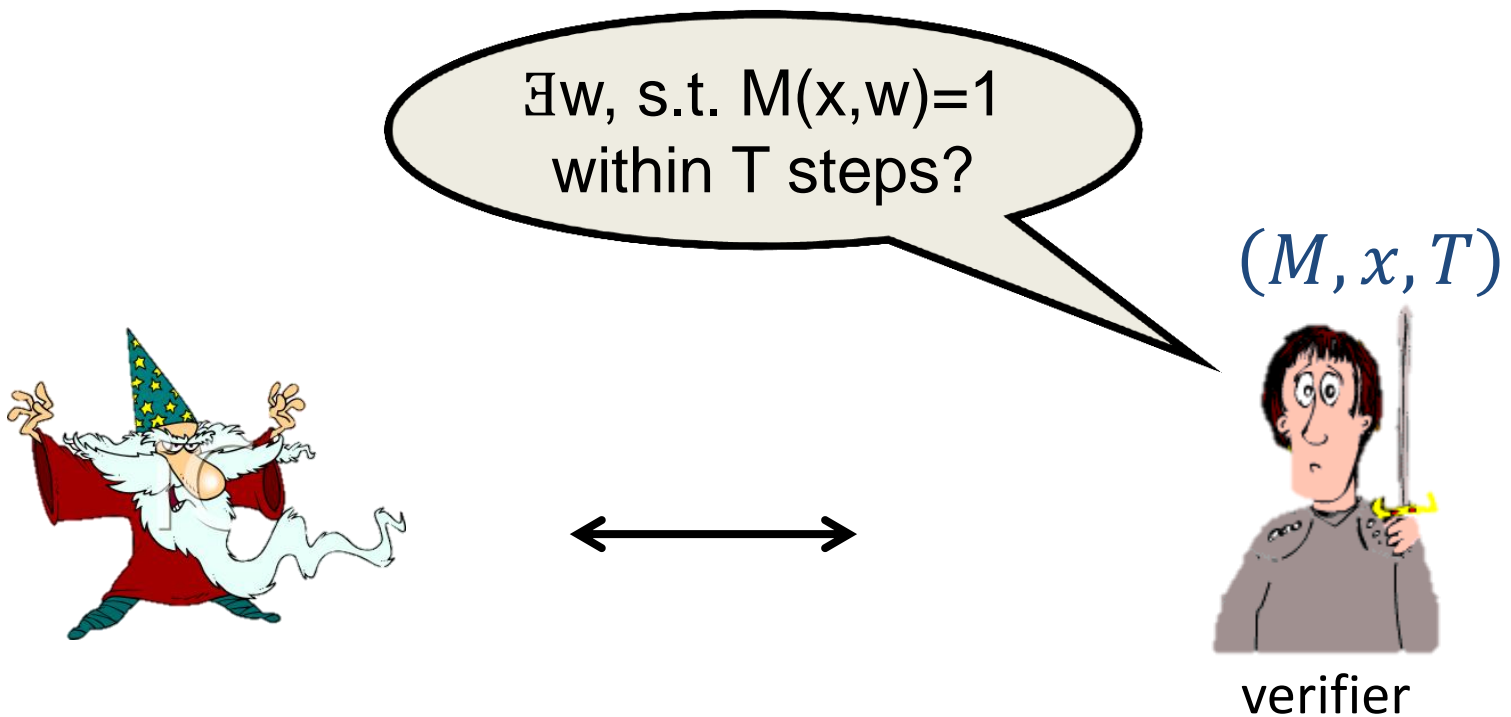 ∃w, s.t. M(x,w)=1
within T steps?
(M, x, T)
verifier